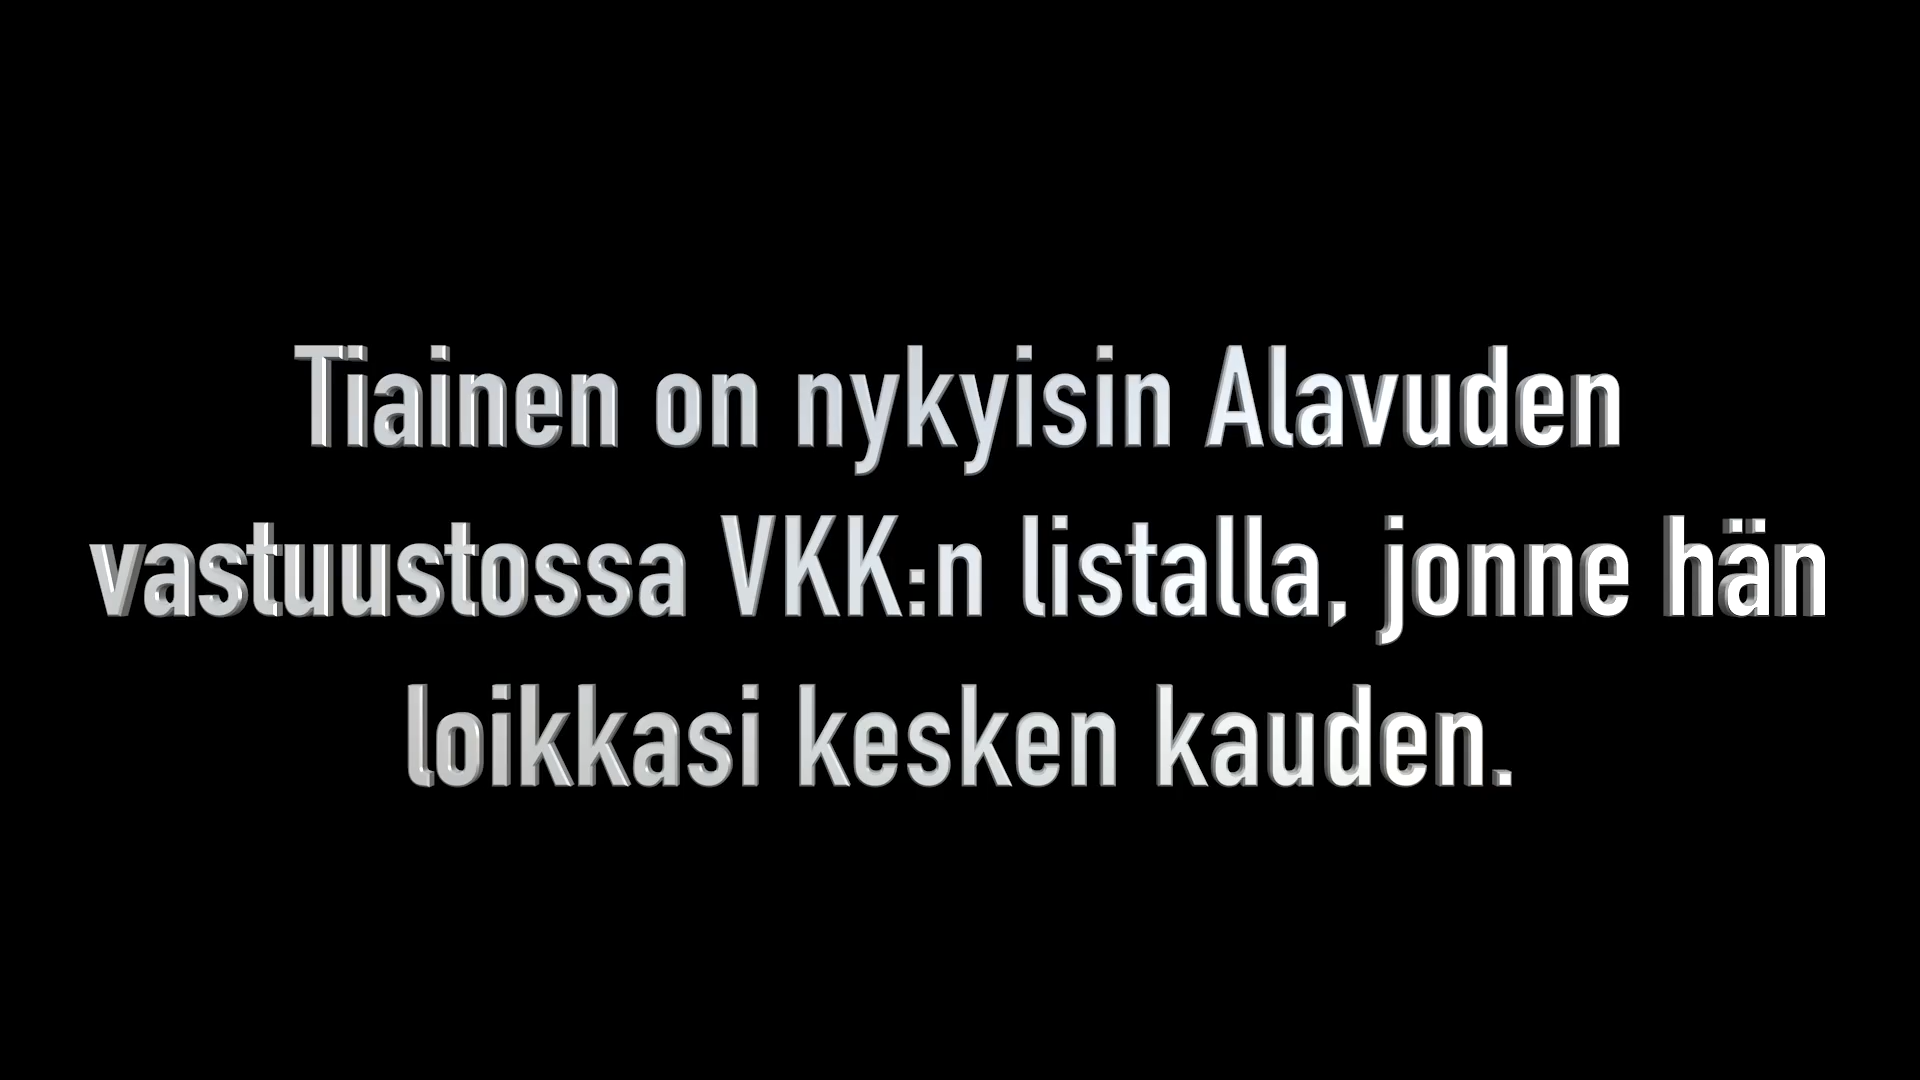 Tiainen on nykyisin Alavuden
vastuustossa VKK:n listalla, jonne hän
loikkasi kesken kauden.